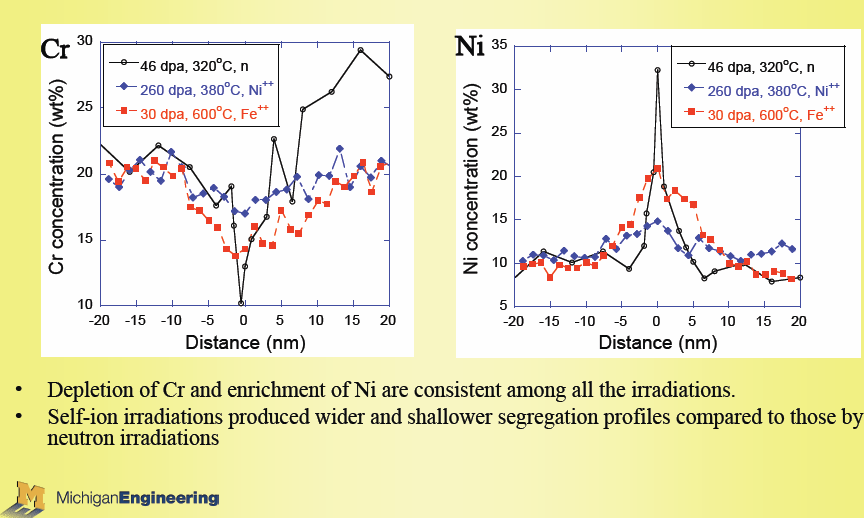 Cr
30
25
20
15
10
Cr concentration (wt%)
46 dpa, 320°C, n
260 dpa, 380°C, Ni++
30 dpa, 600°C, Fe++
-20 -15 -10 -5 0 5 10 15 20
Distance (nm)
Ni
35
30
25
20
15
10
5
Ni concentration (wt%)
46 dpa, 320°C, n
260 dpa, 380°C, Ni++
30 dpa, 600°C, Fe++
-20 -15 -10 -5 0 5 10 15 20
Distance (nm)
• Depletion of Cr and enrichment of Ni are consistent among all the irradiations.
• Self-ion irradiations produced wider and shallower segregation profiles compared to those by
neutron irradiations
M MichiganEngineering